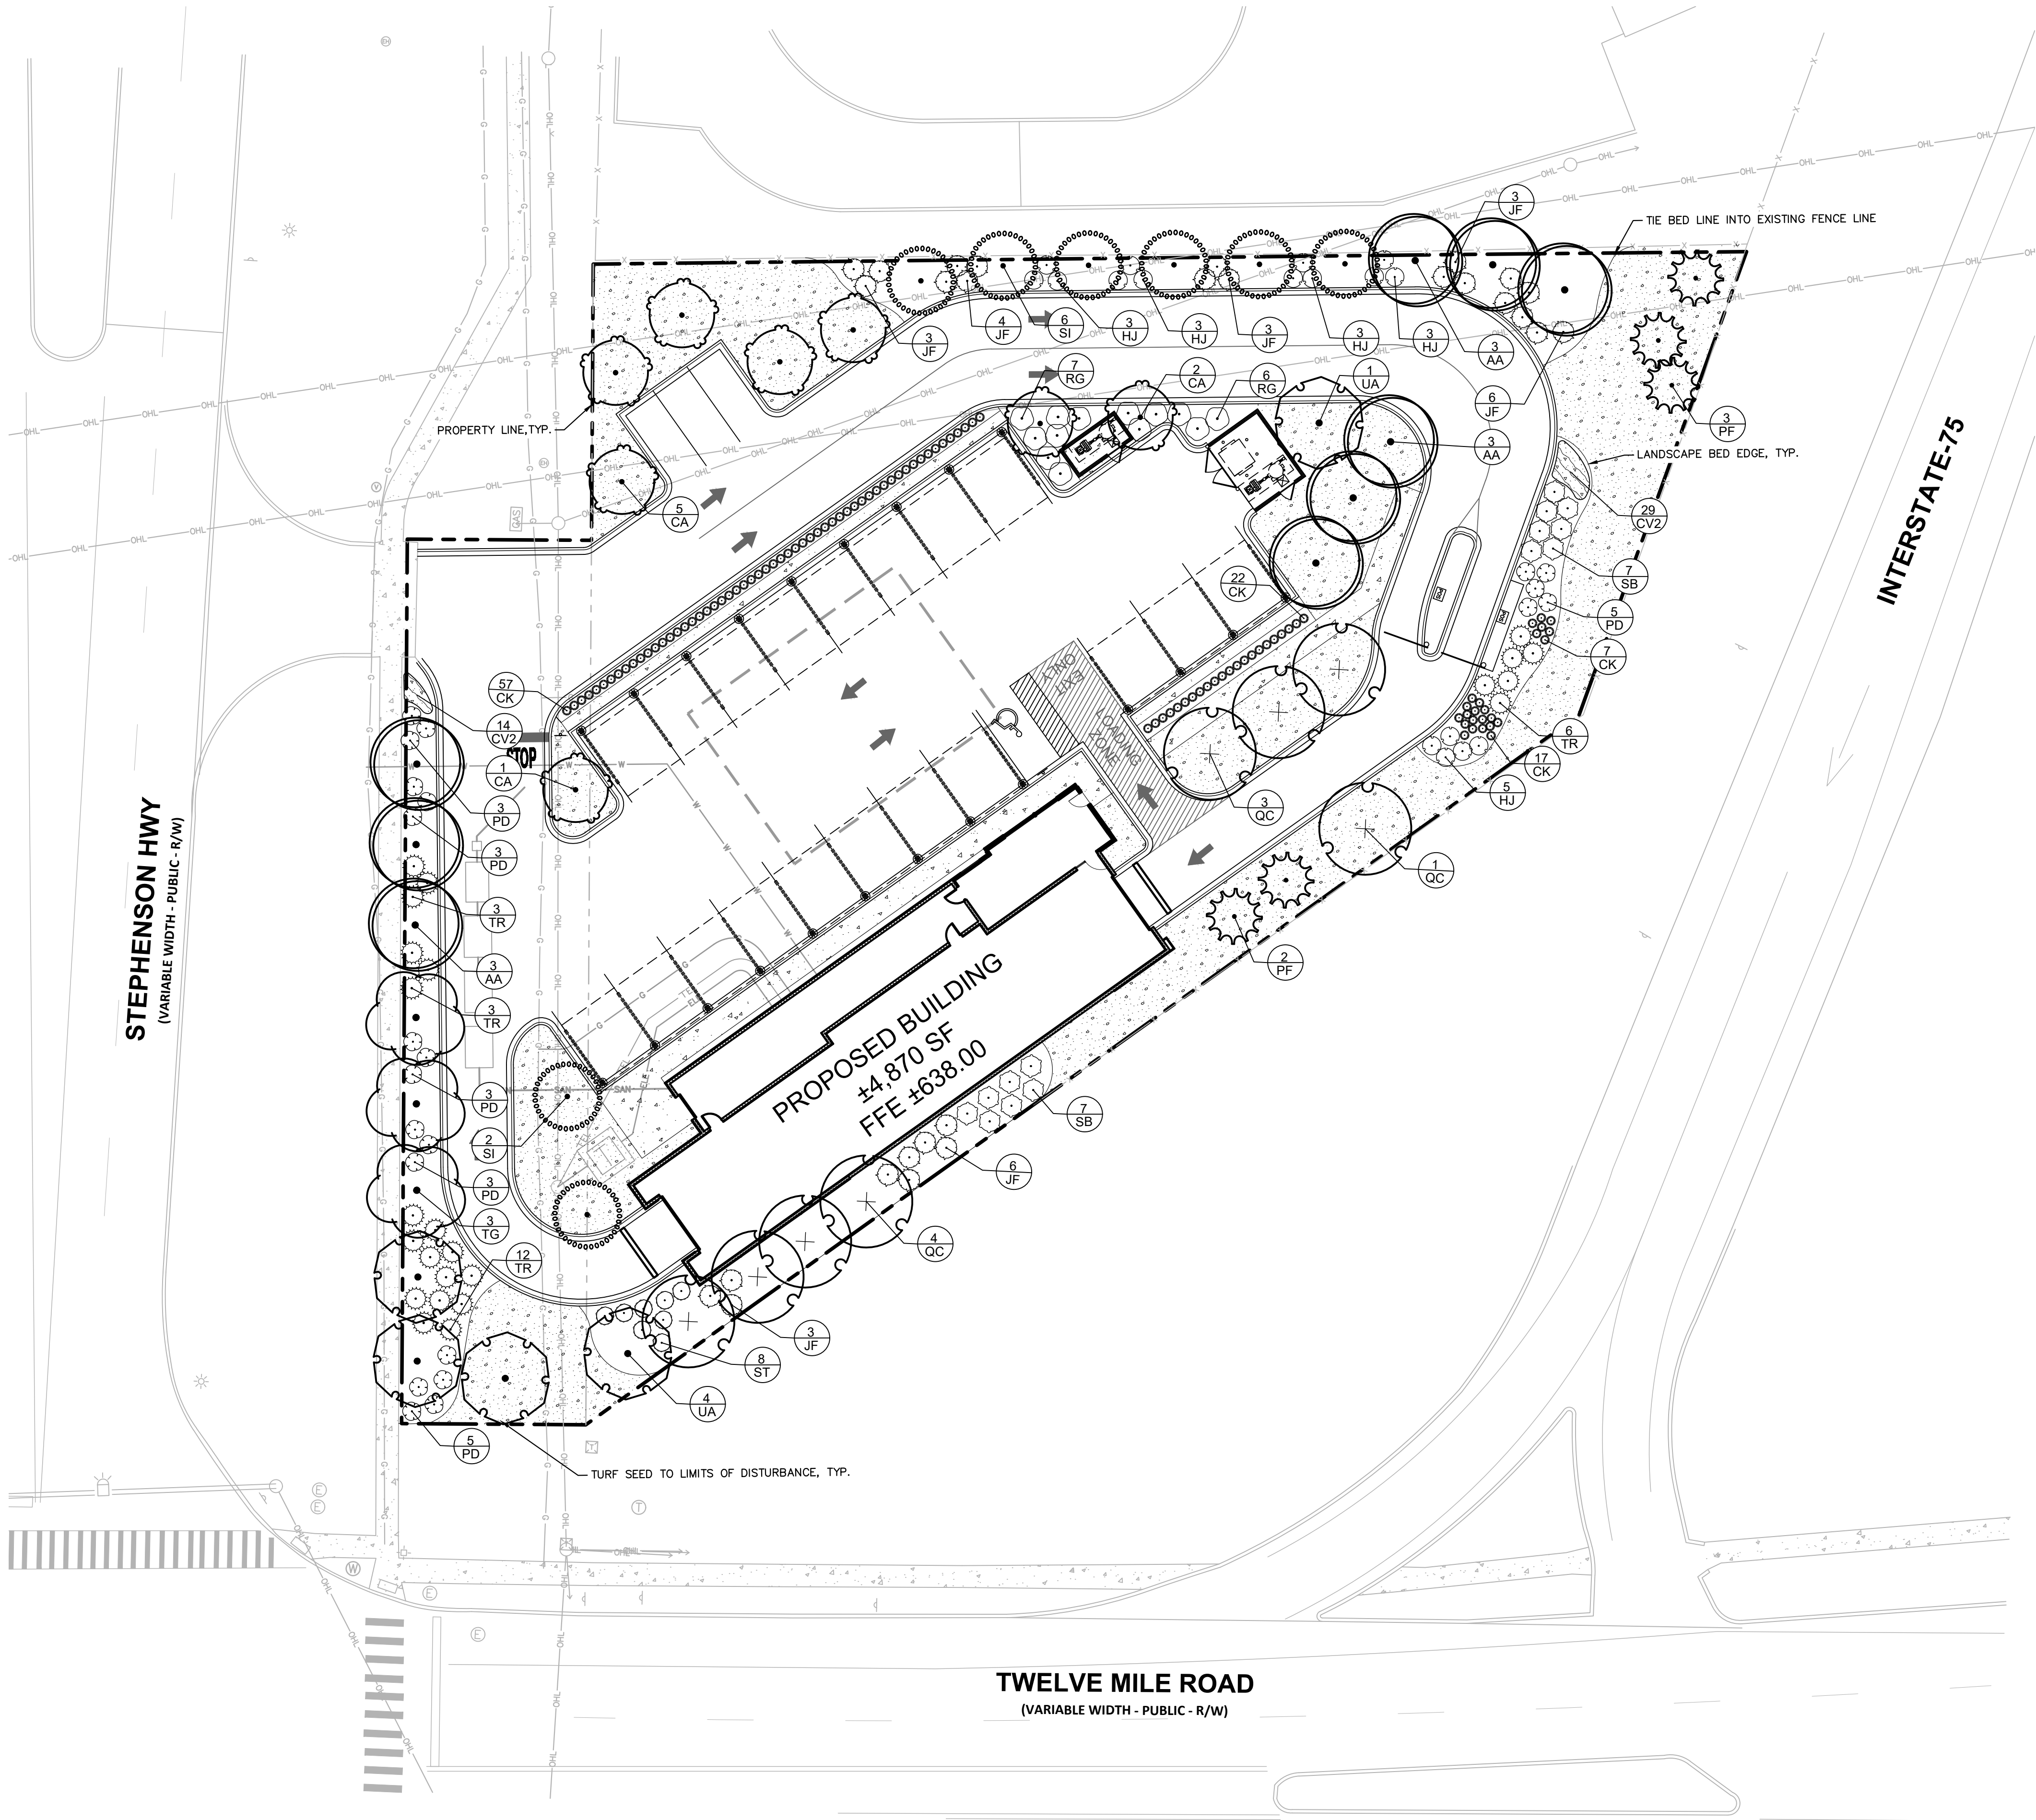 3
JF
TIE BED LINE INTO EXISTING FENCE LINE
3
JF
4
JF
6
SI
3
HJ
3
HJ
3
JF
3
HJ
3
HJ
3
AA
7
RG
2
CA
6
RG
1
UA
6
JF
3
PF
PROPERTY LINE,TYP.
3
AA
LANDSCAPE BED EDGE, TYP.
5
CA
GAS
29
CV2
INTERSTATE-75
22
CK
7
SB
5
PD
7
CK
57
CK
EXIT
ONLY
LOADING
ZONE
14
CV2
STOP
6
TR
17
CK
1
CA
5
HJ
3
PD
3
QC
3
PD
1
QC
STEPHENSON HWY
(VARIABLE WIDTH - PUBLIC - R/W)
3
TR
2
PF
3
AA
3
TR
PROPOSED BUILDING
±4,870 SF
FFE ±638.00
3
PD
7
SB
2
SI
6
JF
3
PD
3
TG
4
QC
12
TR
3
JF
8
ST
4
UA
5
PD
TURF SEED TO LIMITS OF DISTURBANCE, TYP.
TWELVE MILE ROAD
(VARIABLE WIDTH - PUBLIC - R/W)